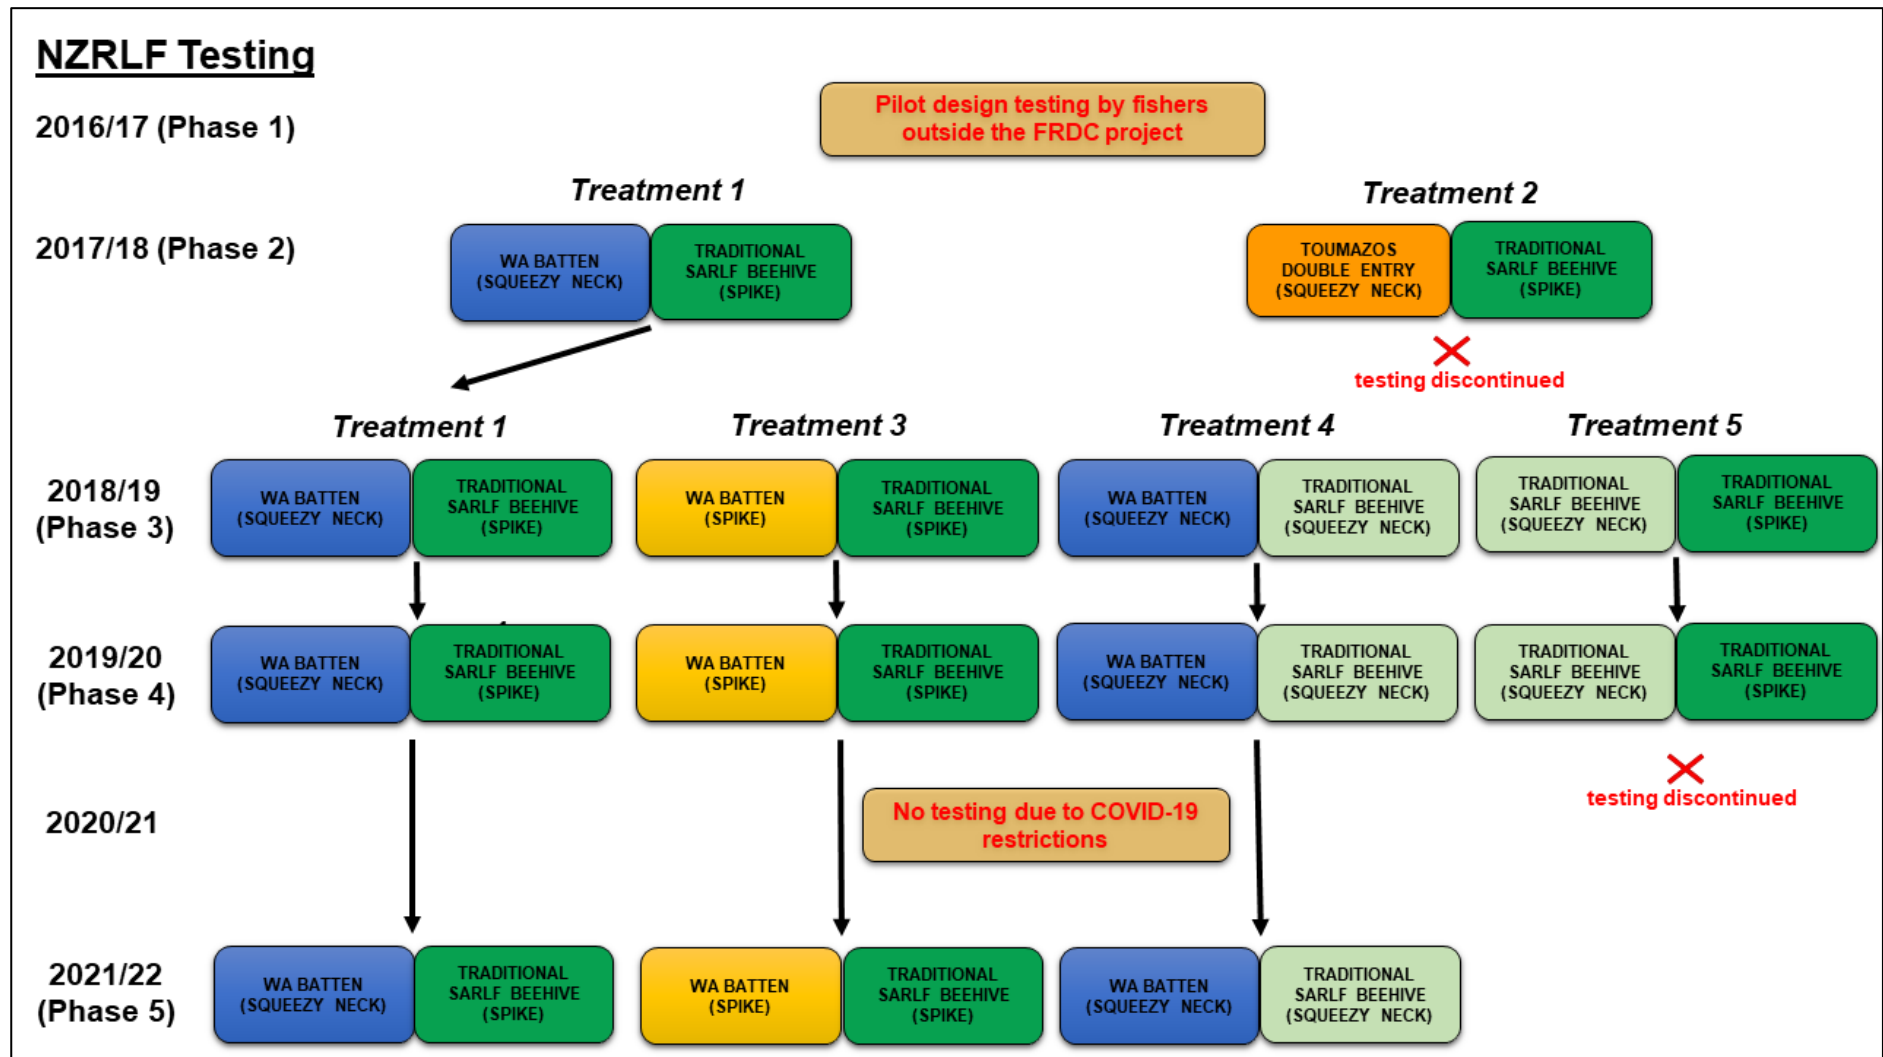 NZRLF Testing
2016/17 (Phase 1)
Pilot design testing by fishers
outside the FRDC project
Treatment 1
Treatment 2
2017/18 (Phase 2)
WA BATTEN
(SQUEEZY NECK)
TRADITIONAL
SARLF BEEHIVE
(SPIKE)
TOUMAZOS
DOUBLE ENTRY
(SQUEEZY NECK)
TRADITIONAL
SARLF BEEHIVE
(SPIKE)
testing discontinued
Treatment 1
Treatment 3
Treatment 4
Treatment 5
2018/19
(Phase 3)
WA BATTEN
(SQUEEZY NECK)
TRADITIONAL
SARLF BEEHIVE
(SPIKE)
WA BATTEN
(SPIKE)
TRADITIONAL
SARLF BEEHIVE
(SPIKE)
WA BATTEN
(SQUEEZY NECK)
TRADITIONAL
SARLF BEEHIVE
(SQUEEZY NECK)
TRADITIONAL
SARLF BEEHIVE
(SQUEEZY NECK)
TRADITIONAL
SARLF BEEHIVE
(SPIKE)
2019/20
(Phase 4)
WA BATTEN
(SQUEEZY NECK)
TRADITIONAL
SARLF BEEHIVE
(SPIKE)
WA BATTEN
(SPIKE)
TRADITIONAL
SARLF BEEHIVE
(SPIKE)
WA BATTEN
(SQUEEZY NECK)
TRADITIONAL
SARLF BEEHIVE
(SQUEEZY NECK)
TRADITIONAL
SARLF BEEHIVE
(SQUEEZY NECK)
TRADITIONAL
SARLF BEEHIVE
(SPIKE)
testing discontinued
2020/21
No testing due to COVID-19
restrictions
2021/22
(Phase 5)
WA BATTEN
(SQUEEZY NECK)
TRADITIONAL
SARLF BEEHIVE
(SPIKE)
WA BATTEN
(SPIKE)
TRADITIONAL
SARLF BEEHIVE
(SPIKE)
WA BATTEN
(SQUEEZY NECK)
TRADITIONAL
SARLF BEEHIVE
(SQUEEZY NECK)